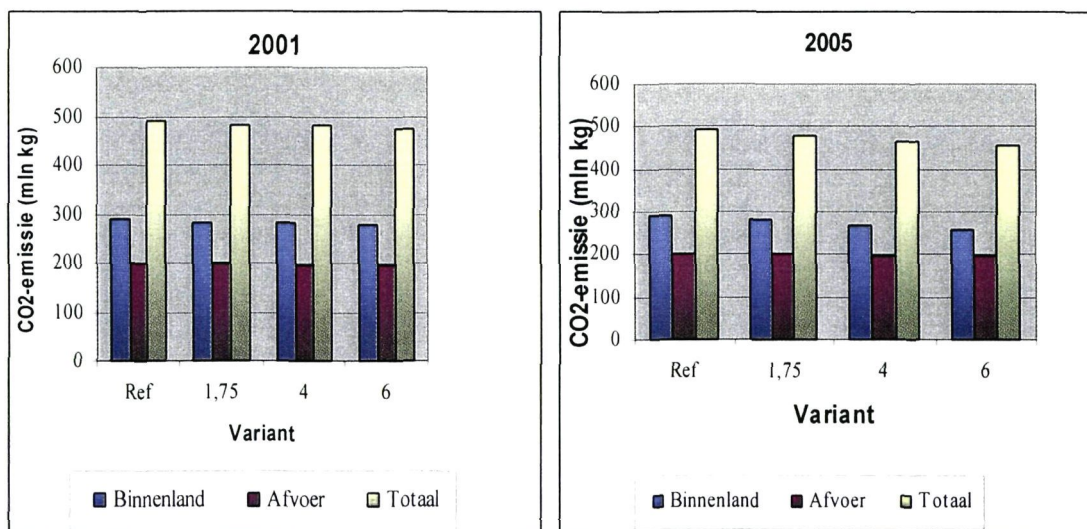 2001
600
500
400
300
200
100
0
CO2-emissie (mln kg)
Ref 1,75 4 6
Variant
Binnenland Afvoer Totaal
2005
600
500
400
300
200
100
0
CO2-emissie (mln kg)
Ref 1,75 4 6
Variant
Binnenland Afvoer Totaal